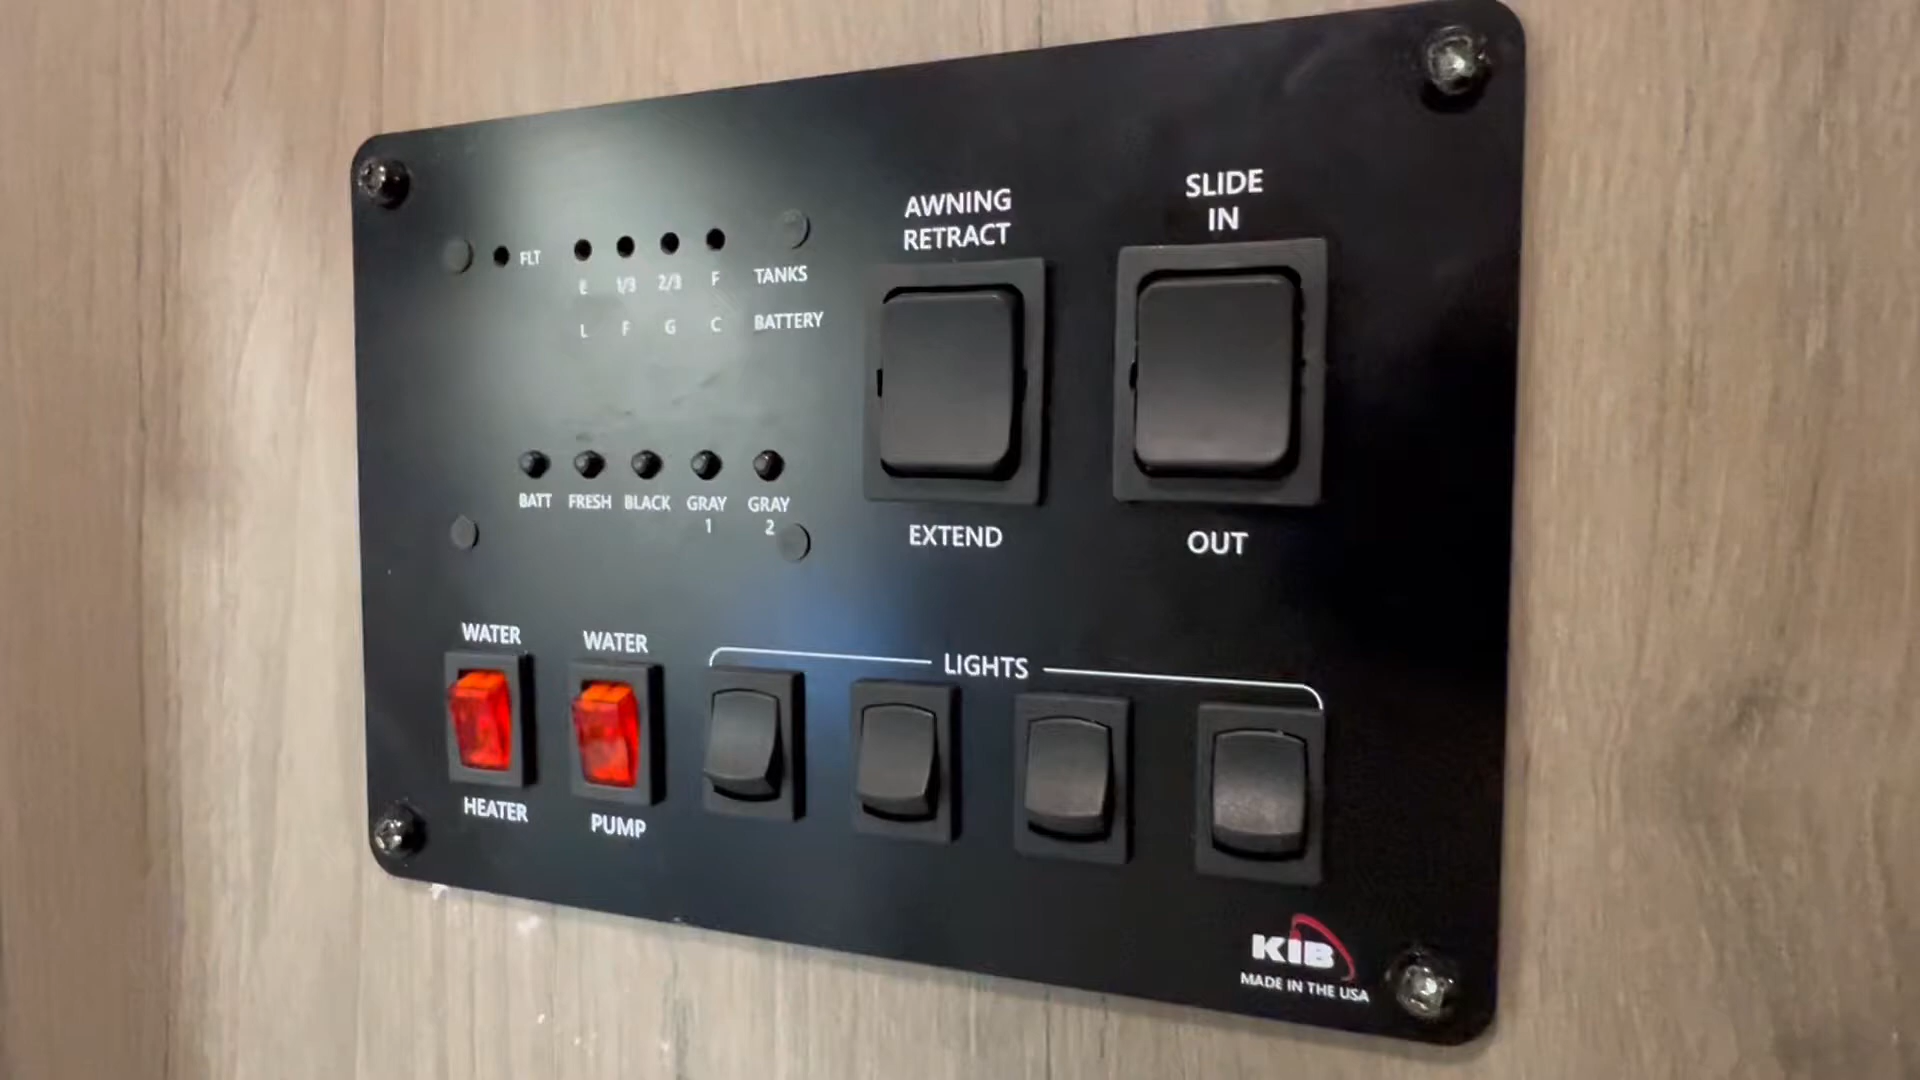 FLT
E 1/3 2/3 F TANKS
L F G C BATTERY
BATT FRESH BLACK GRAY 1 GRAY 2
AWNING
RETRACT
EXTEND
SLIDE
IN
OUT
WATER
HEATER
WATER
PUMP
LIGHTS
KIB
MADE IN THE USA